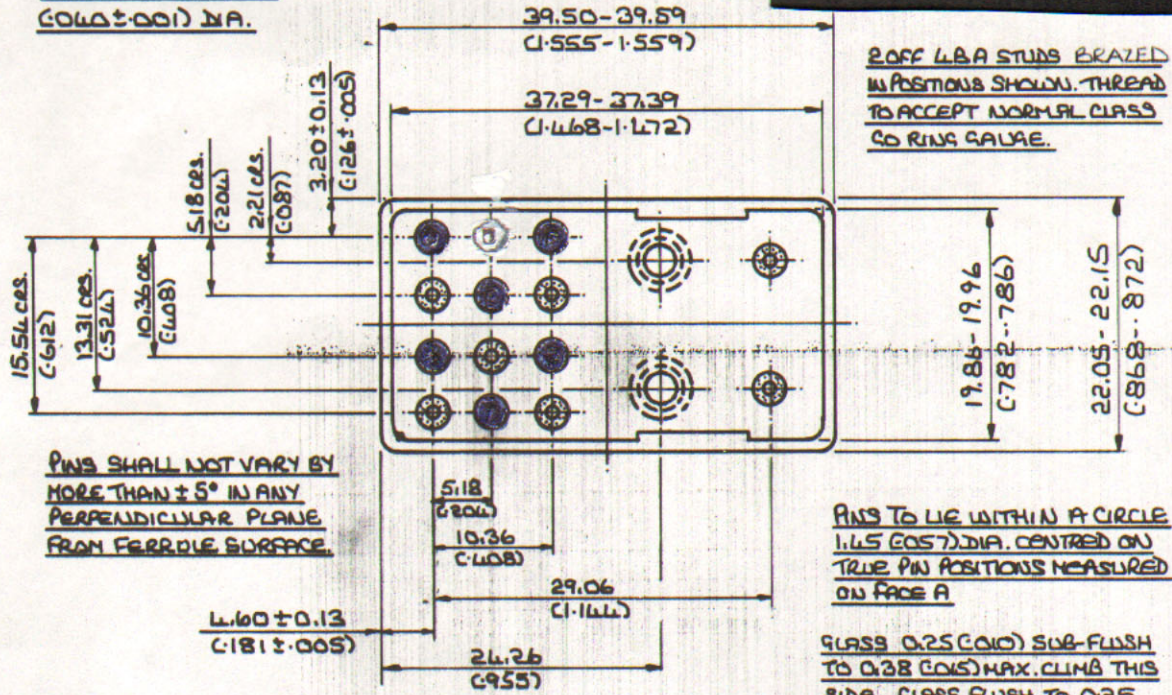 (·040 ± ·001) DIA.
39.50 - 39.59
(1.555 - 1.559)
37.29 - 37.39
(1.468 - 1.472)
2 OFF 4BA STUDS BRAZED
IN POSITIONS SHOWN. THREAD
TO ACCEPT NORMAL CLASS
GO RING GAUGE.
3.20 ± 0.13
(·126 ± ·005)
2.21 CRS.
(·087)
5.18 CRS.
(·204)
10.36 CRS
(·408)
13.31 CRS.
(·524)
15.54 CRS.
(·612)
19.86 - 19.96
(·782 - ·786)
22.05 - 22.15
(·868 - ·872)
PINS SHALL NOT VARY BY
MORE THAN ± 5° IN ANY
PERPENDICULAR PLANE
FROM FERRULE SURFACE.
5.18
(·204)
10.36
(·408)
29.06
(1.144)
4.60 ± 0.13
(·181 ± ·005)
24.26
(·955)
PINS TO LIE WITHIN A CIRCLE
1.45 (·057) DIA. CENTRED ON
TRUE PIN POSITIONS MEASURED
ON FACE A
GLASS 0.25 (·010) SUB-FLUSH
TO 0.38 (·015) MAX. CLIMB THIS
SIDE. GLASS FLUSH TO 0.25